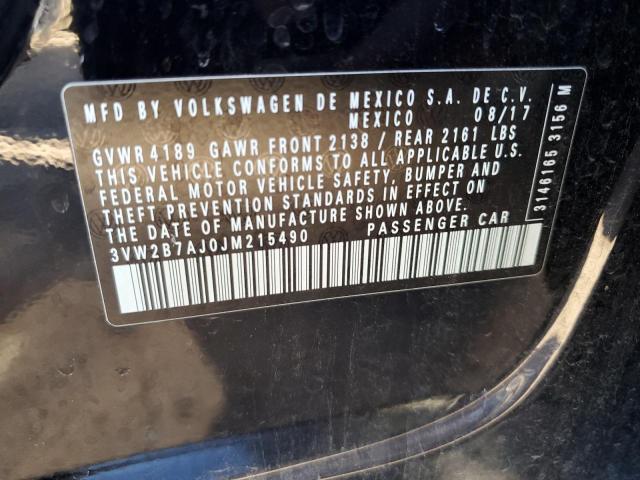 MFD BY VOLKSWAGEN DE MEXICO S.A. DE C.V.
MEXICO 08/17
GVWR 4189 GAWR FRONT 2138 / REAR 2161 LBS
THIS VEHICLE CONFORMS TO ALL APPLICABLE U.S.
FEDERAL MOTOR VEHICLE SAFETY, BUMPER AND
THEFT PREVENTION STANDARDS IN EFFECT ON
THE DATE OF MANUFACTURE SHOWN ABOVE.
3VW2B7AJ0JM215490 PASSENGER CAR
3146165 3156 M